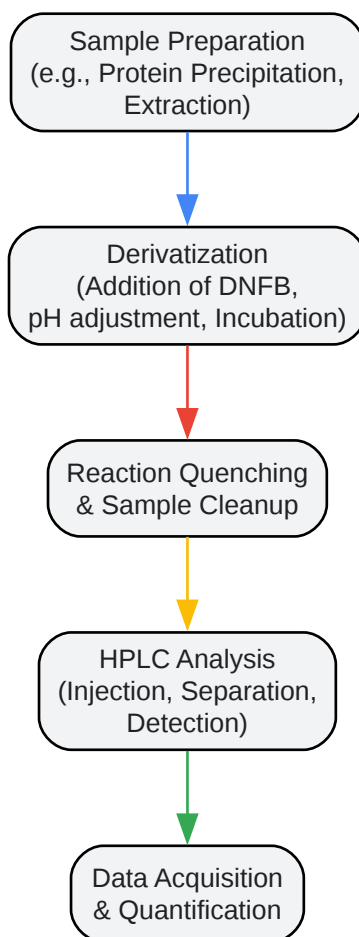 Sample Preparation
(e.g., Protein Precipitation,
Extraction)
Derivatization
(Addition of DNFB,
pH adjustment, Incubation)
Reaction Quenching
& Sample Cleanup
HPLC Analysis
(Injection, Separation,
Detection)
Data Acquisition
& Quantification